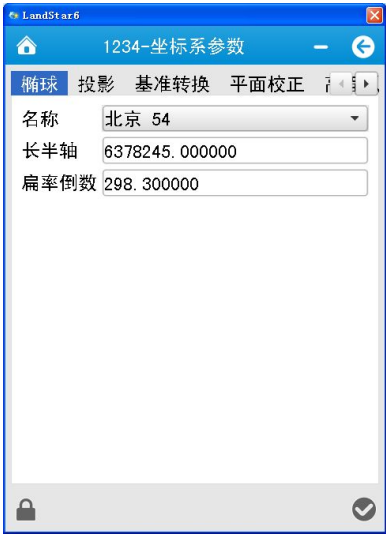 LandStar6
1234-坐标系参数
椭球 投影 基准转换 平面校正
名称 北京 54
长半轴 6378245.000000
扁率倒数 298.300000